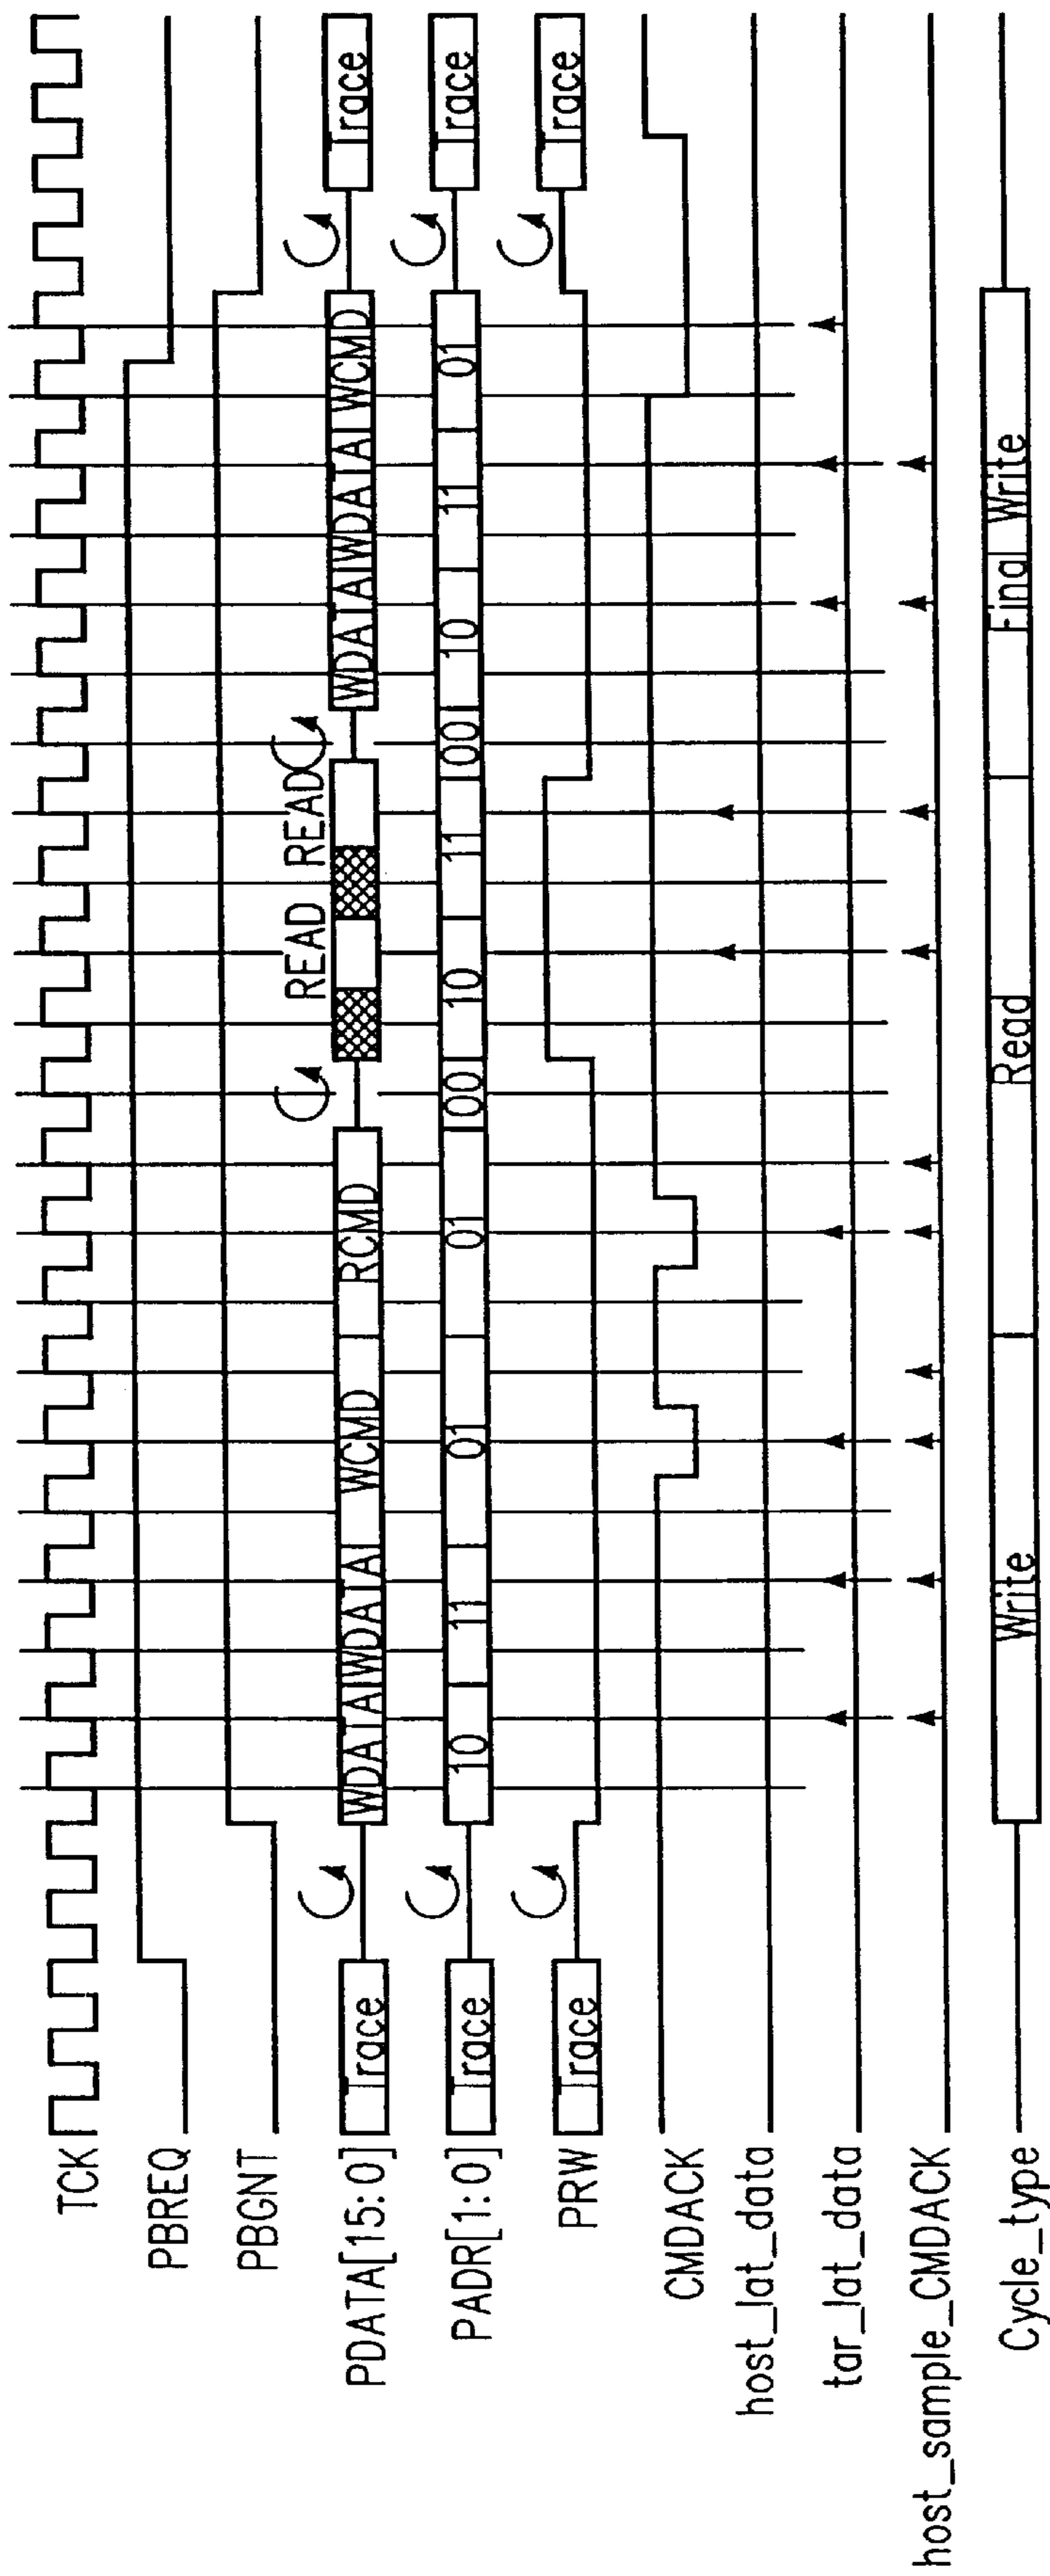 TCK
PBREQ
PBGNT
PDATA[15:0] Trace WDATA WDATA WCMD RCMD READ READ WDATA WDATA WCMD Trace
PADR[1:0] Trace 10 11 01 01 00 10 11 00 10 11 01 Trace
PRW Trace Trace
CMDACK
host_lat_data
tar_lat_data
host_sample_CMDACK
Cycle_type Write Read Final Write